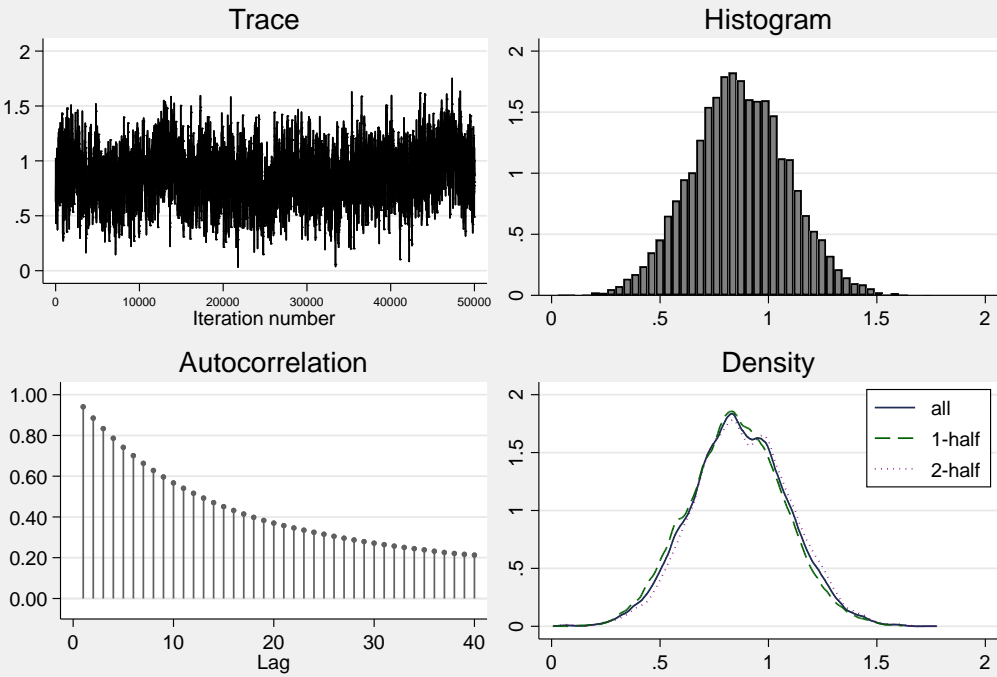 Trace
2
1.5
1
.5
0
0 10000 20000 30000 40000 50000
Iteration number
Histogram
2
1.5
1
.5
0
0 .5 1 1.5 2
Autocorrelation
1.00
0.80
0.60
0.40
0.20
0.00
0 10 20 30 40
Lag
Density
2
1.5
1
.5
0
0 .5 1 1.5 2
all
1-half
2-half